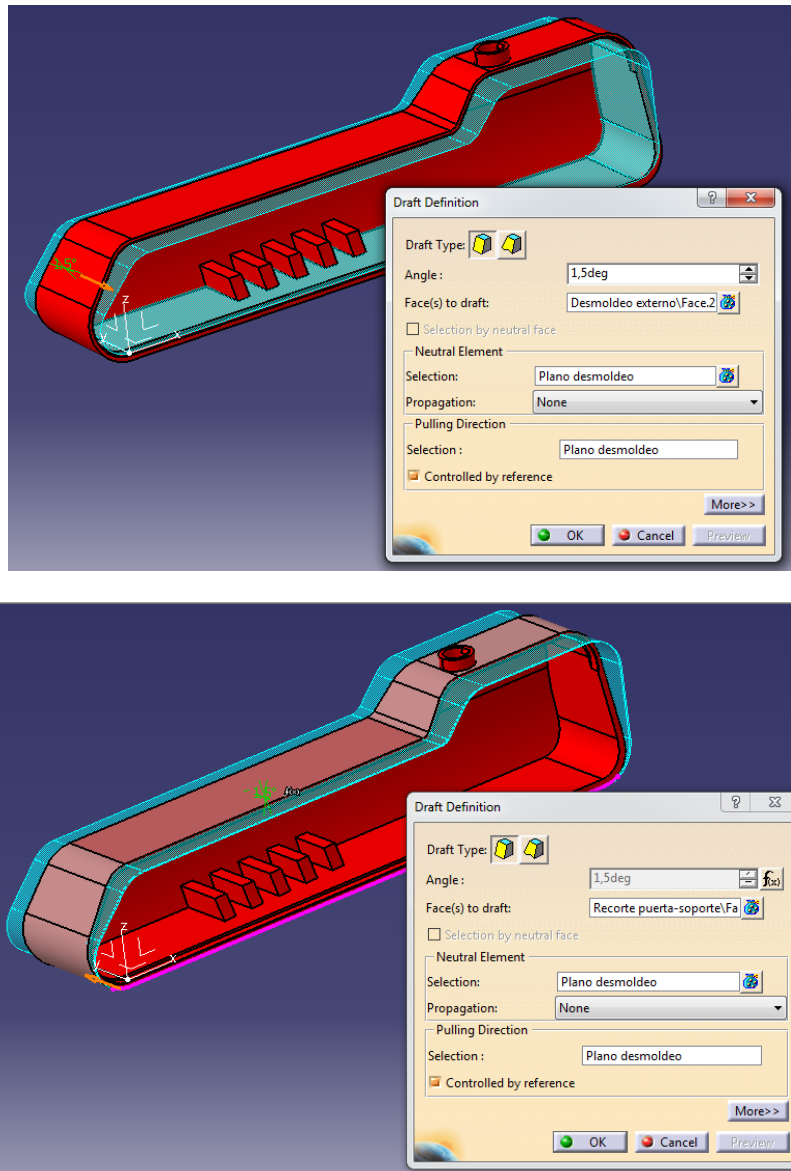 Draft Definition
Draft Type:
Angle : 1,5deg
Face(s) to draft: Desmoldeo externo\Face.2
Selection by neutral face
Neutral Element
Selection: Plano desmoldeo
Propagation: None
Pulling Direction
Selection : Plano desmoldeo
Controlled by reference
More>>
OK Cancel Preview
1,5°
z
y x
Draft Definition
Draft Type:
Angle : 1,5deg f(x)
Face(s) to draft: Recorte puerta-soporte\Fa
Selection by neutral face
Neutral Element
Selection: Plano desmoldeo
Propagation: None
Pulling Direction
Selection : Plano desmoldeo
Controlled by reference
More>>
OK Cancel Preview
z
y x